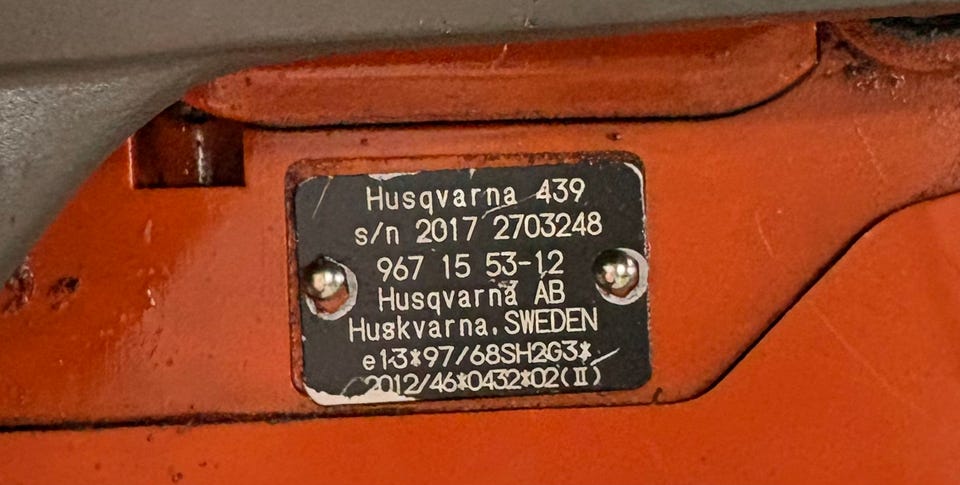 Husqvarna 439
s/n 2017 2703248
967 15 53-12
Husqvarna AB
Huskvarna, SWEDEN
e13*97/68SH2G3*
2012/46*0432*02(II)